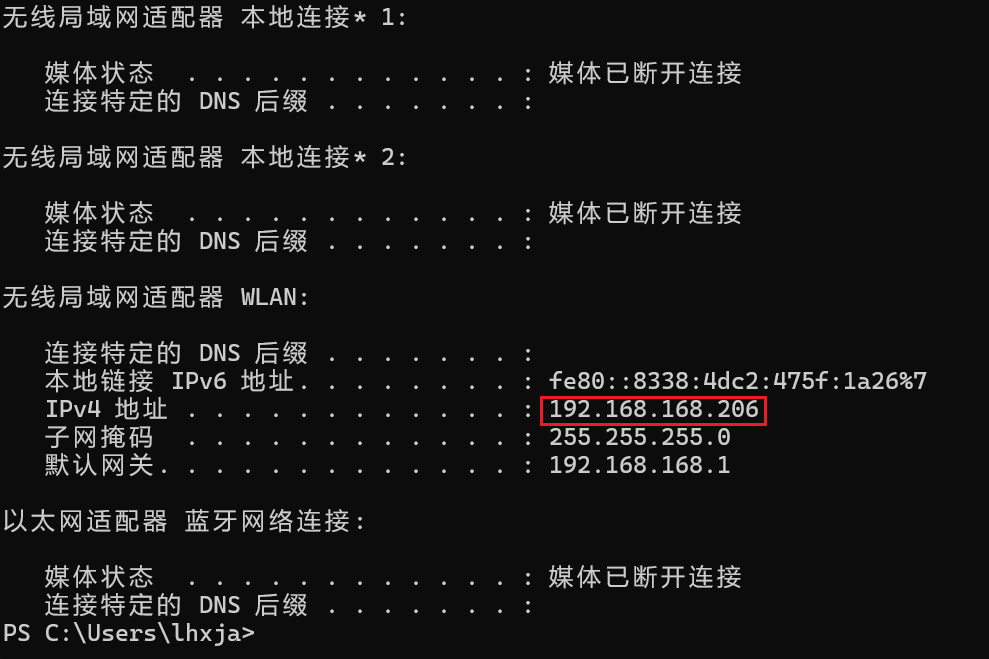 无线局域网适配器 本地连接* 1:
媒体状态  . . . . . . . . . . . . : 媒体已断开连接
连接特定的 DNS 后缀 . . . . . . . :
无线局域网适配器 本地连接* 2:
媒体状态  . . . . . . . . . . . . : 媒体已断开连接
连接特定的 DNS 后缀 . . . . . . . :
无线局域网适配器 WLAN:
连接特定的 DNS 后缀 . . . . . . . :
本地链接 IPv6 地址. . . . . . . . : fe80::8338:4dc2:475f:1a26%7
IPv4 地址 . . . . . . . . . . . . : 192.168.168.206
子网掩码  . . . . . . . . . . . . : 255.255.255.0
默认网关. . . . . . . . . . . . . : 192.168.168.1
以太网适配器 蓝牙网络连接:
媒体状态  . . . . . . . . . . . . : 媒体已断开连接
连接特定的 DNS 后缀 . . . . . . . :
PS C:\Users\lhxja>